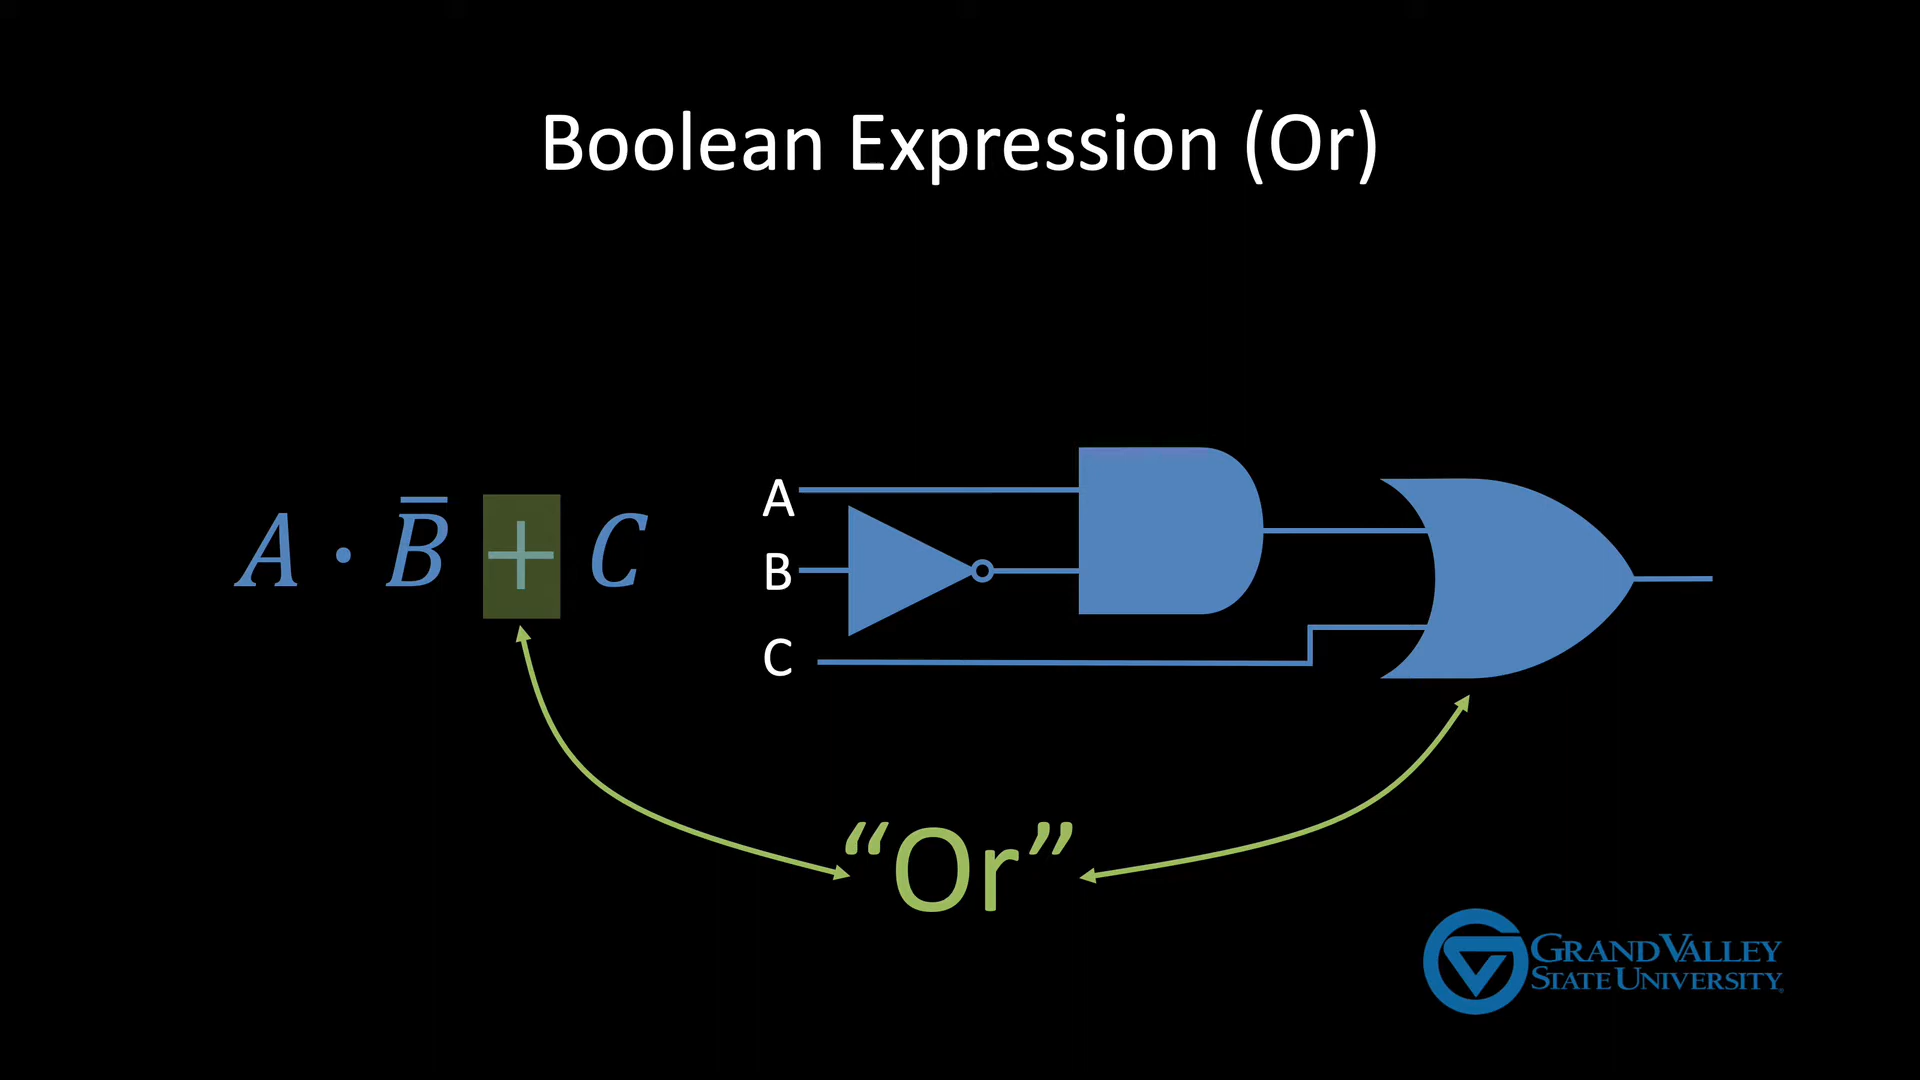 Boolean Expression (Or)
A · B̅ + C
A
B
C
“Or”
GRAND VALLEY
STATE UNIVERSITY